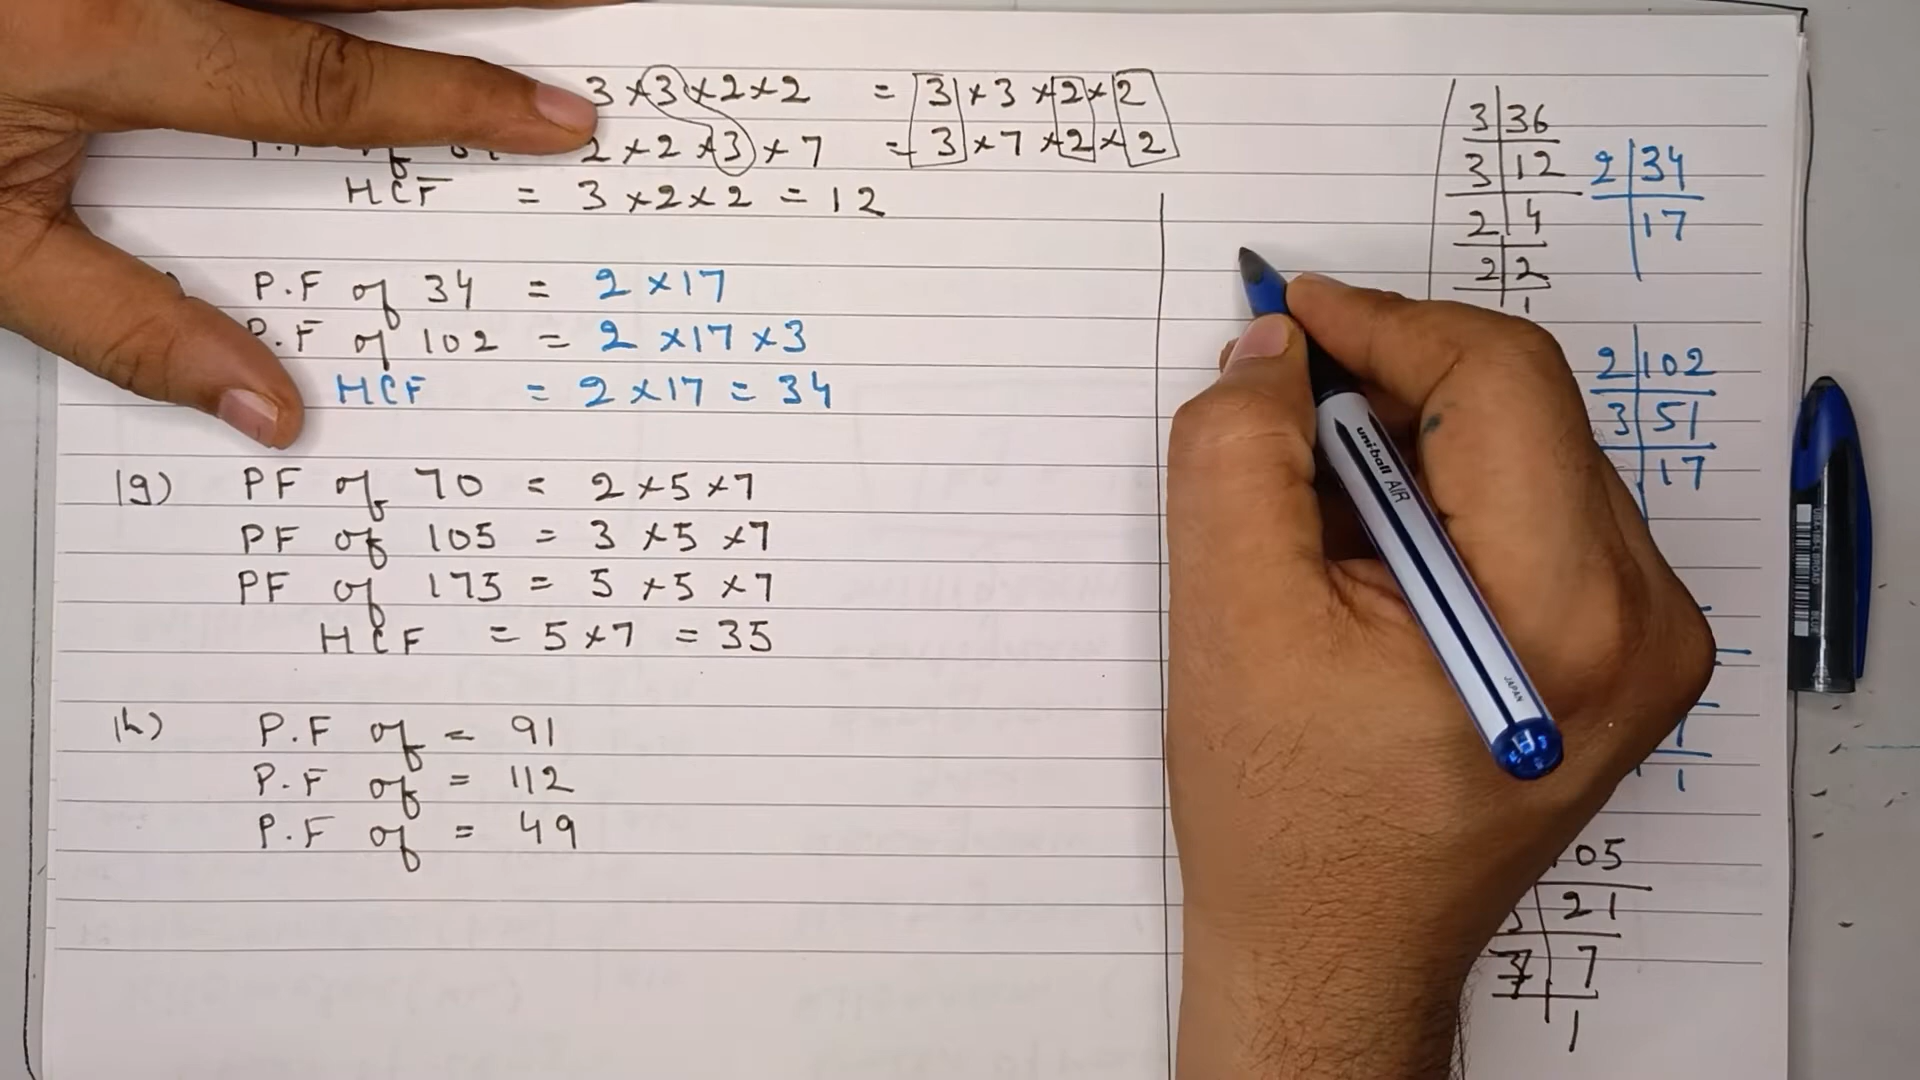 3 × 3 × 2 × 2 = 3 × 3 × 2 × 2
2 × 2 × 3 × 7 = 3 × 7 × 2 × 2
HCF = 3 × 2 × 2 = 12
P.F of 34 = 2 × 17
P.F of 102 = 2 × 17 × 3
HCF = 2 × 17 = 34
(g) PF of 70 = 2 × 5 × 7
PF of 105 = 3 × 5 × 7
PF of 175 = 5 × 5 × 7
HCF = 5 × 7 = 35
(h) P.F of = 91
P.F of = 112
P.F of = 49
3 | 36
3 | 12
2 | 4
2 | 2
1
2 | 34
17
2 | 102
3 | 51
17
1
05
21
7
1
uni-ball AIR
JAPAN